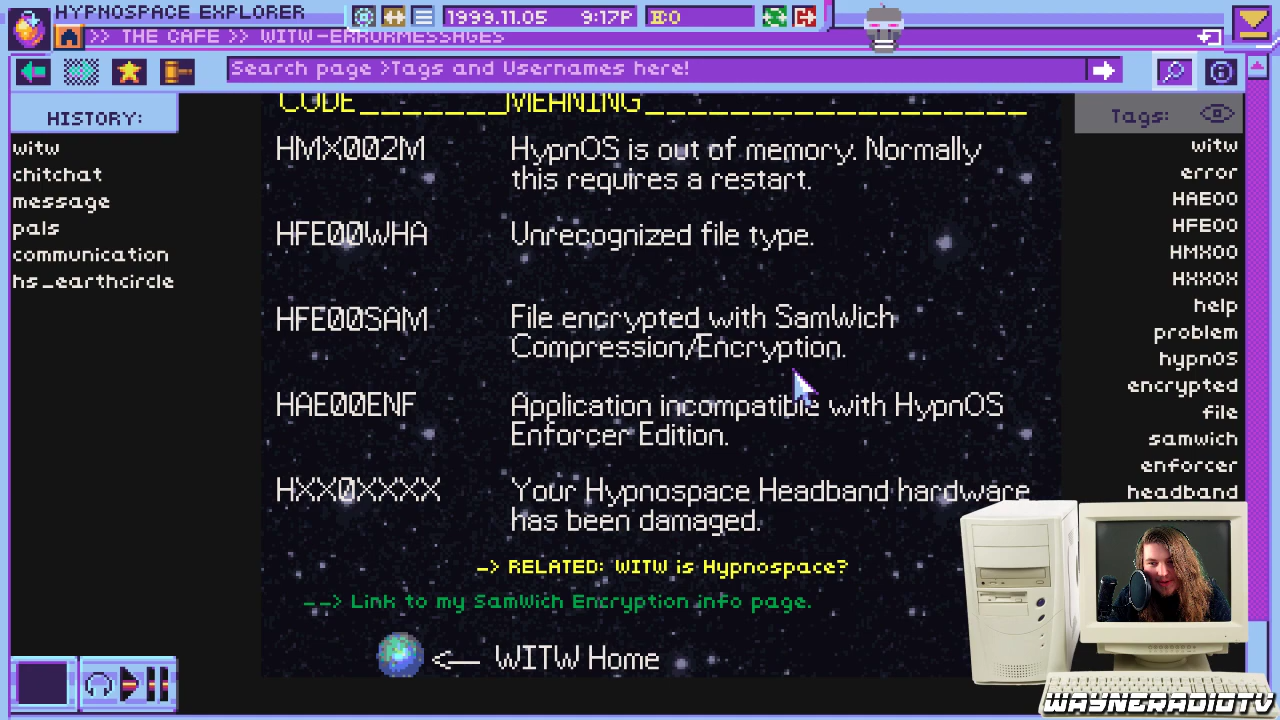 HYPNOSPACE EXPLORER
1999.11.05 9:17P
:0
>> THE CAFE >> WITW-ERRORMESSAGES
Search page >Tags and Usernames here!
HISTORY:
witw
chitchat
message
pals
communication
hs_earthcircle
CODE_______MEANING__________________
HMX002M HypnOS is out of memory. Normally
this requires a restart.
HFE00WHA Unrecognized file type.
HFE00SAM File encrypted with SamWich
Compression/Encryption.
HAE00ENF Application incompatible with HypnOS
Enforcer Edition.
HXX0XXXX Your Hypnospace Headband hardware
has been damaged.
-> RELATED: WITW is Hypnospace?
--> Link to my SamWich Encryption info page.
<-- WITW Home
Tags:
witw
error
HAE00
HFE00
HMX00
HXX0X
help
problem
hypnOS
encrypted
file
samwich
enforcer
headband
WAYNERADIOTV